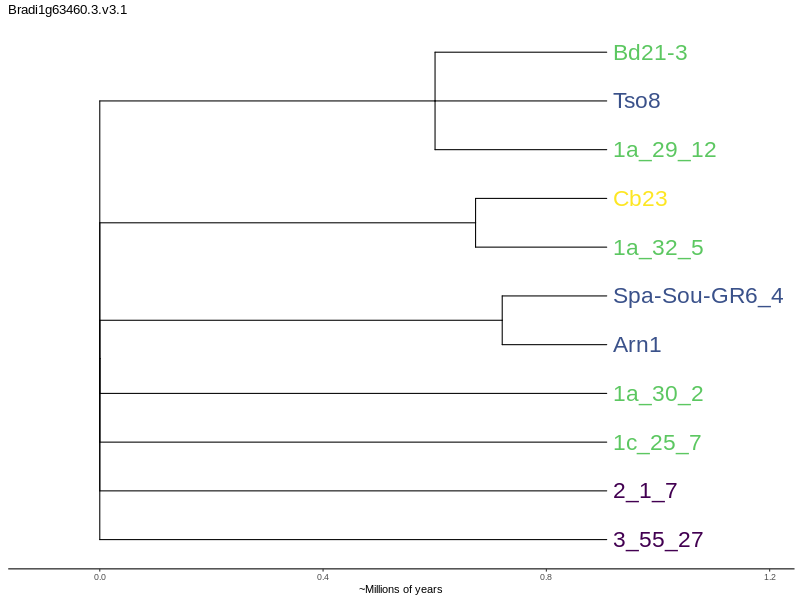 Bradi1g63460.3.v3.1
Bd21-3
Tso8
1a_29_12
Cb23
1a_32_5
Spa-Sou-GR6_4
Arn1
1a_30_2
1c_25_7
2_1_7
3_55_27
0.0 0.4 0.8 1.2
~Millions of years